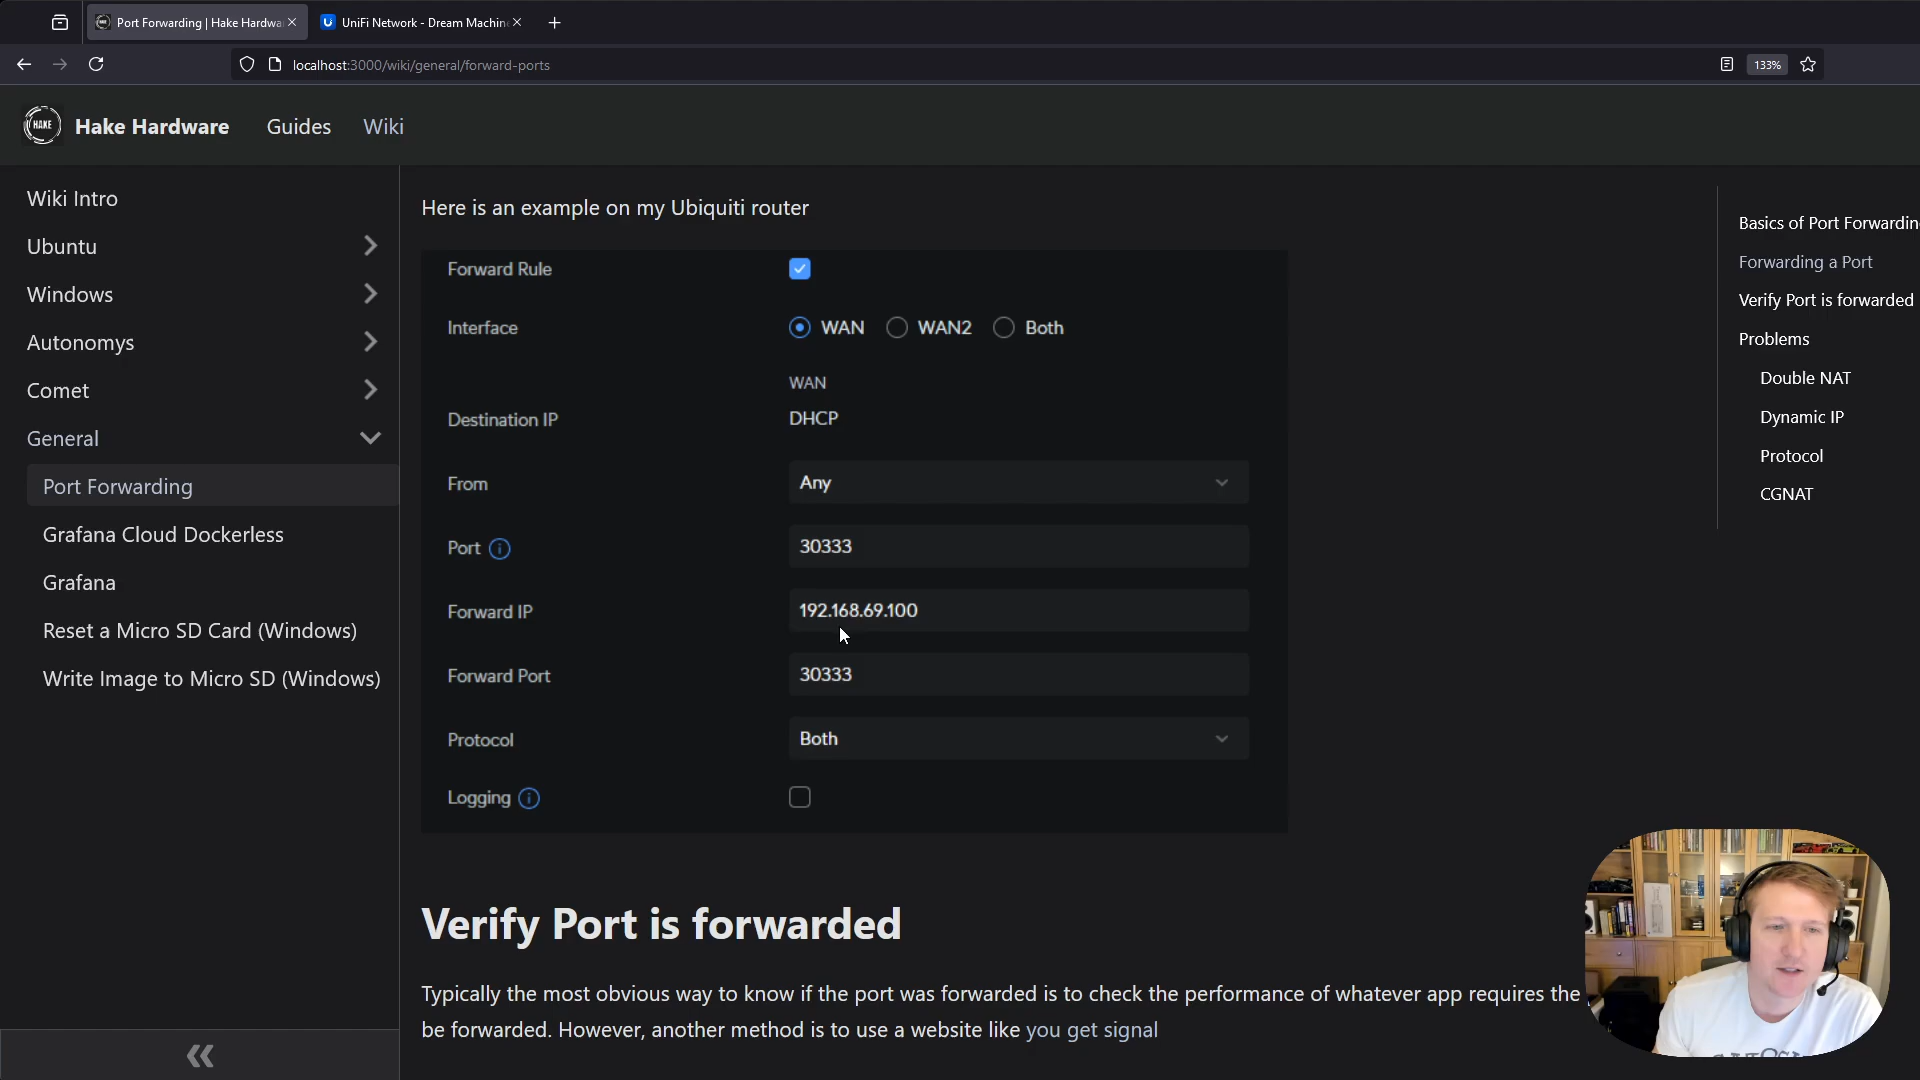 Port Forwarding | Hake Hardwa
UniFi Network - Dream Machin
localhost:3000/wiki/general/forward-ports
133%
HAKE
Hake Hardware
Guides
Wiki
Wiki Intro
Ubuntu
Windows
Autonomys
Comet
General
Port Forwarding
Grafana Cloud Dockerless
Grafana
Reset a Micro SD Card (Windows)
Write Image to Micro SD (Windows)
Here is an example on my Ubiquiti router
Forward Rule
Interface
WAN
WAN2
Both
WAN
Destination IP
DHCP
From
Any
Port
30333
Forward IP
192.168.69.100
Forward Port
30333
Protocol
Both
Logging
Verify Port is forwarded
Typically the most obvious way to know if the port was forwarded is to check the performance of whatever app requires the
be forwarded. However, another method is to use a website like you get signal
Basics of Port Forwardin
Forwarding a Port
Verify Port is forwarded
Problems
Double NAT
Dynamic IP
Protocol
CGNAT